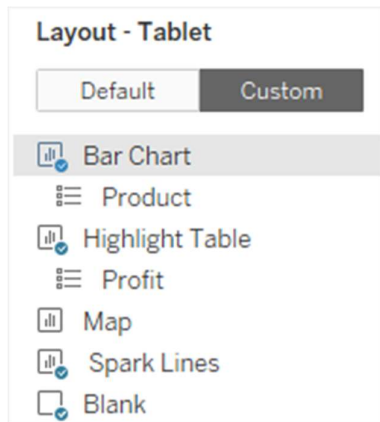 Layout - Tablet
Default Custom
Bar Chart
Product
Highlight Table
Profit
Map
Spark Lines
Blank